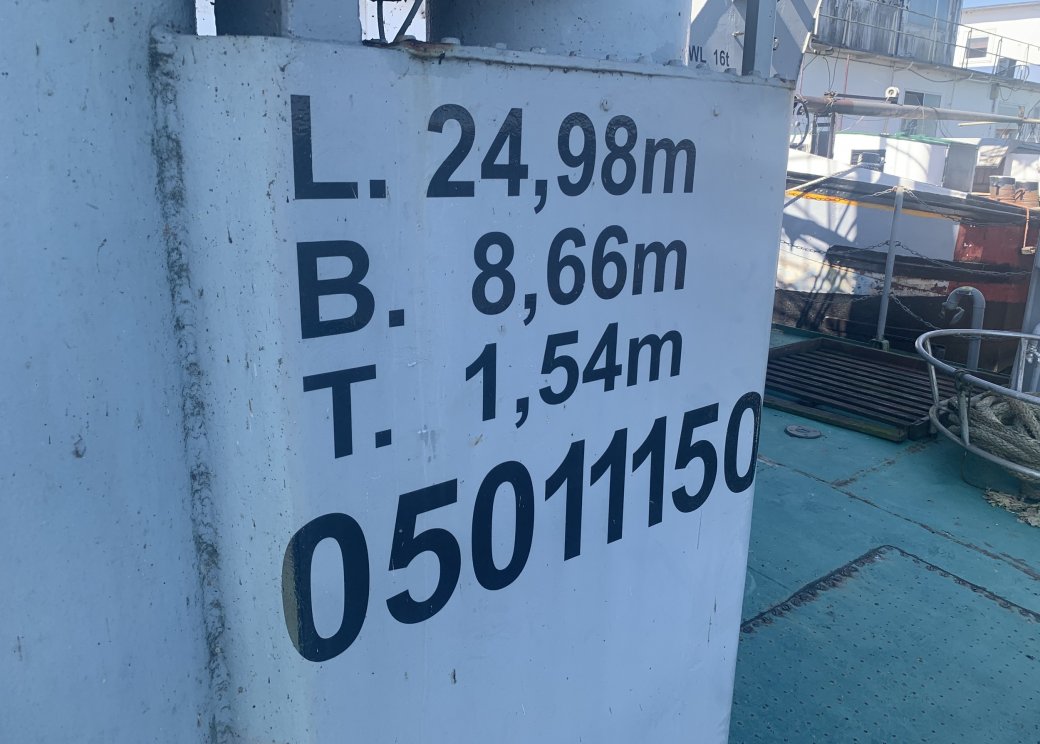 WL 16t
L. 24,98m
B. 8,66m
T. 1,54m
05011150